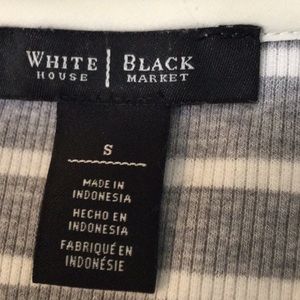 WHITE | BLACK
HOUSE | MARKET
S
MADE IN
INDONESIA
HECHO EN
INDONESIA
FABRIQUÉ EN
INDONÉSIE